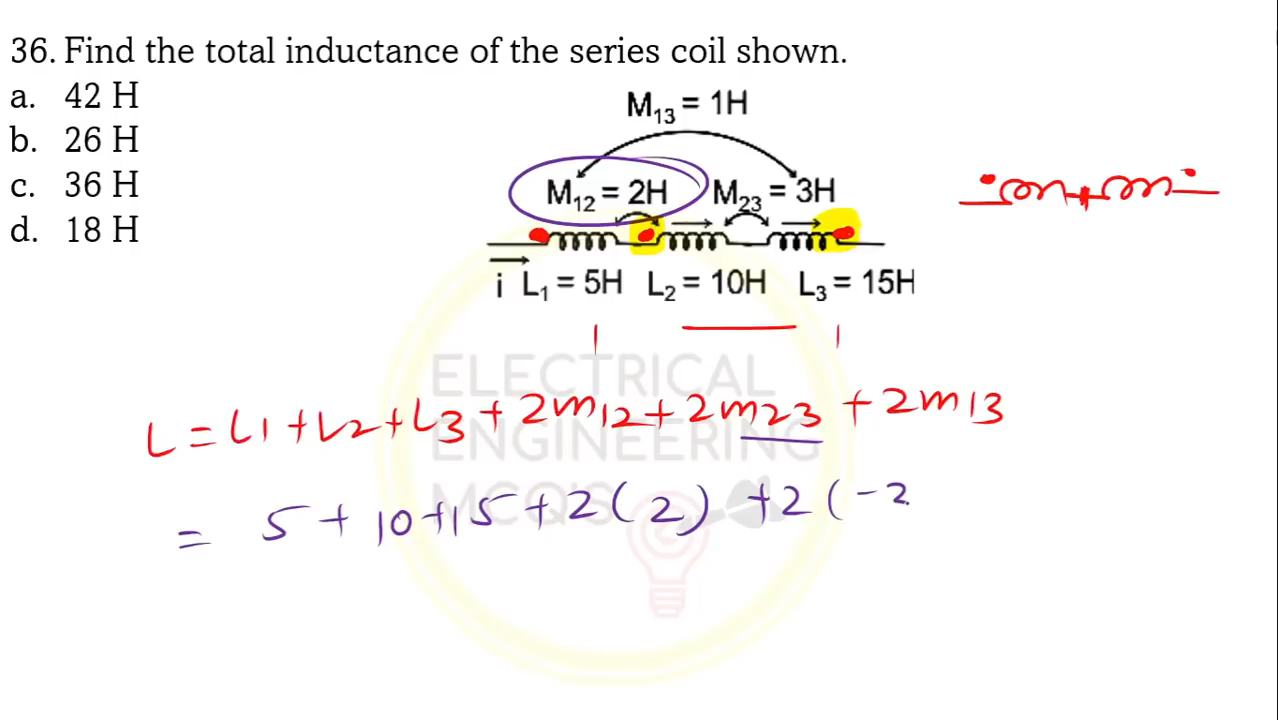 36. Find the total inductance of the series coil shown.
a. 42 H
b. 26 H
c. 36 H
d. 18 H
M₁₃ = 1H
M₁₂ = 2H M₂₃ = 3H
i L₁ = 5H L₂ = 10H L₃ = 15H
ELECTRICAL
ENGINEERING
MCQ'S
L = L1 + L2 + L3 + 2m12 + 2m23 + 2m13
= 5 + 10 + 15 + 2 ( 2 ) + 2 ( -2